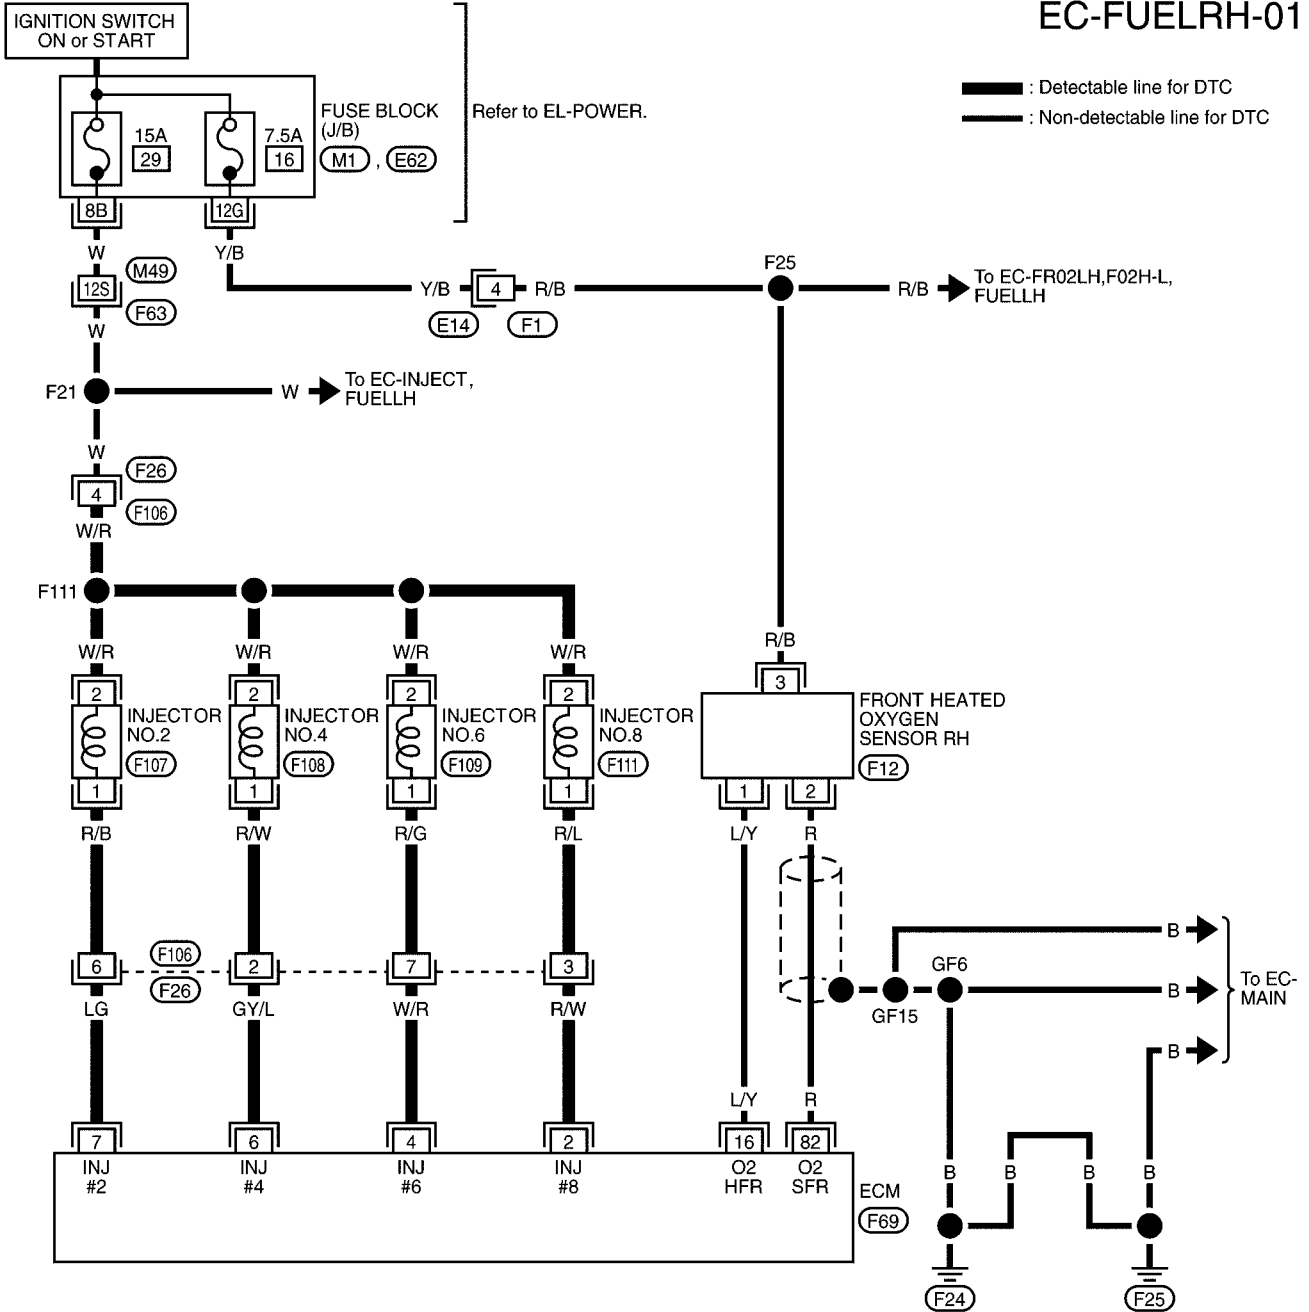 EC-FUELRH-01
IGNITION SWITCH
ON or START
: Detectable line for DTC
: Non-detectable line for DTC
FUSE BLOCK
(J/B)
M1 , E62
Refer to EL-POWER.
15A
29
7.5A
16
8B
12G
W
Y/B
M49
12S
F63
W
Y/B
4
R/B
E14
F1
F25
R/B
To EC-FR02LH,F02H-L,
FUELLH
F21
W
To EC-INJECT,
FUELLH
W
F26
4
F106
W/R
F111
W/R
W/R
W/R
W/R
R/B
2
2
2
2
3
INJECTOR
NO.2
F107
INJECTOR
NO.4
F108
INJECTOR
NO.6
F109
INJECTOR
NO.8
F111
FRONT HEATED
OXYGEN
SENSOR RH
F12
1
1
1
1
1
2
R/B
R/W
R/G
R/L
L/Y
R
F106
6
2
7
3
F26
LG
GY/L
W/R
R/W
B
GF6
B
GF15
B
To EC-
MAIN
L/Y
R
7
6
4
2
16
82
INJ
#2
INJ
#4
INJ
#6
INJ
#8
O2
HFR
O2
SFR
ECM
F69
B
B
B
B
F24
F25